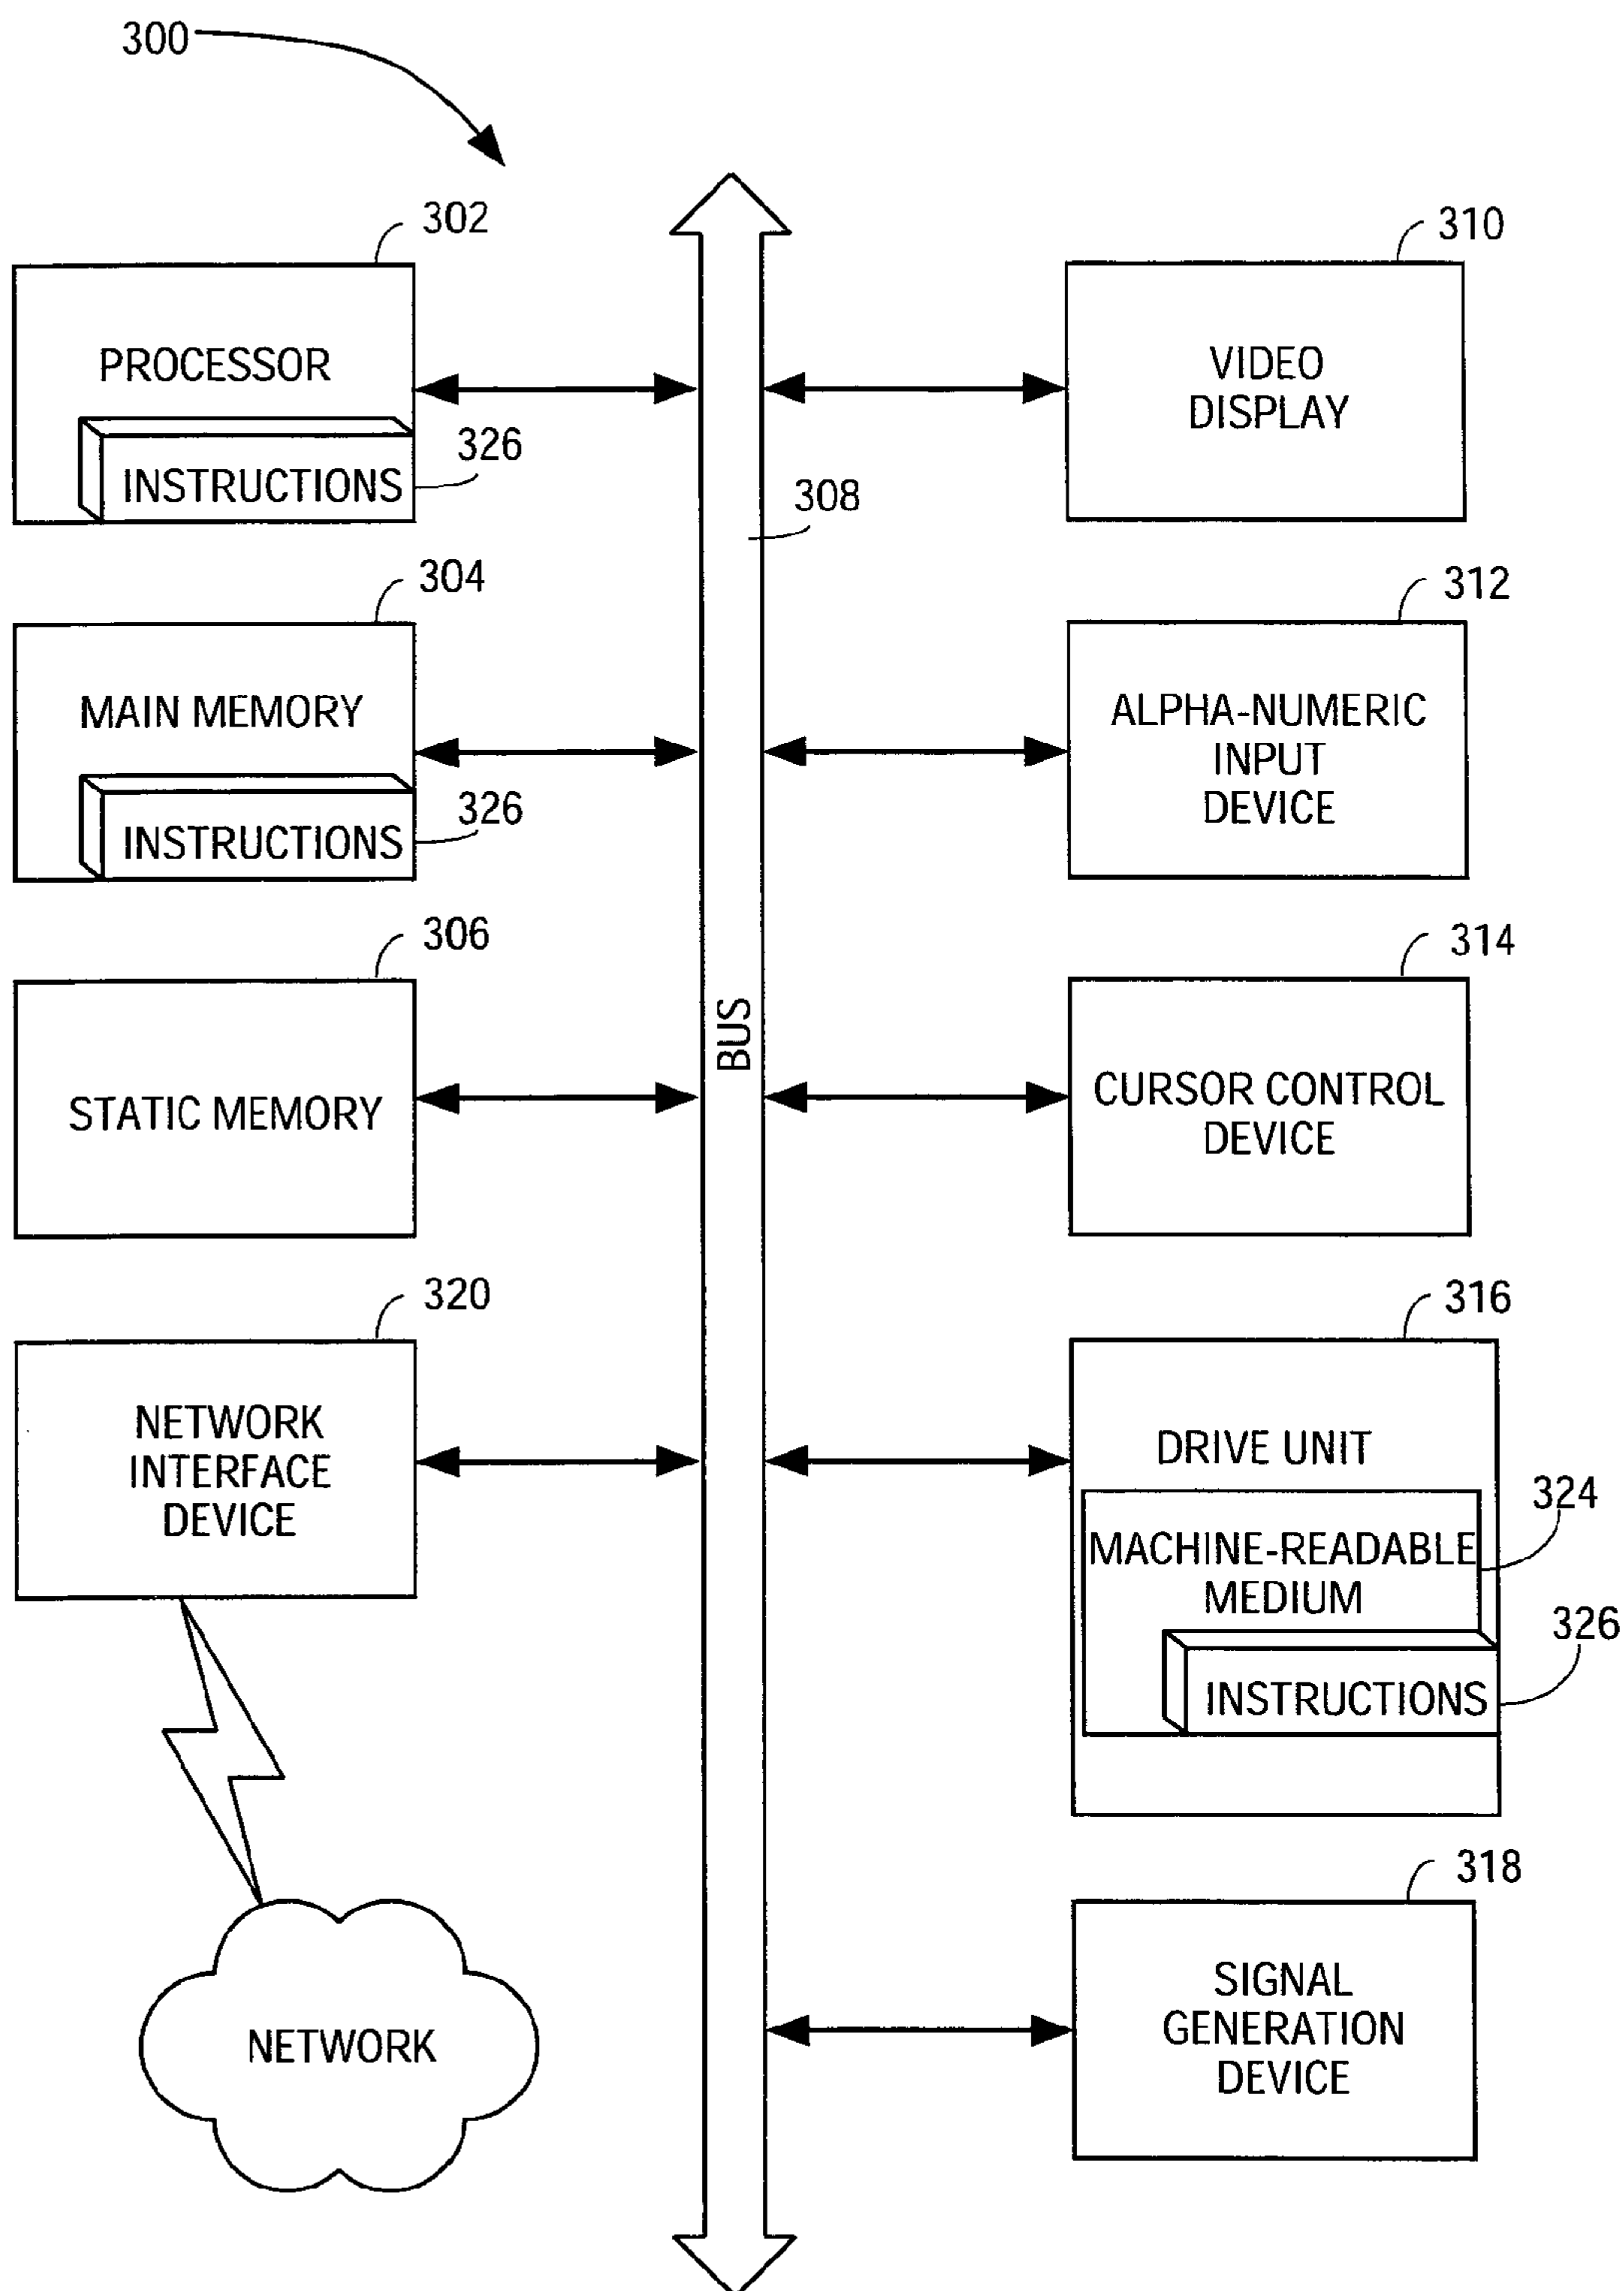 300
302
PROCESSOR
326
INSTRUCTIONS
304
MAIN MEMORY
326
INSTRUCTIONS
306
STATIC MEMORY
320
NETWORK
INTERFACE
DEVICE
NETWORK
308
BUS
310
VIDEO
DISPLAY
312
ALPHA-NUMERIC
INPUT
DEVICE
314
CURSOR CONTROL
DEVICE
316
DRIVE UNIT
324
MACHINE-READABLE
MEDIUM
326
INSTRUCTIONS
318
SIGNAL
GENERATION
DEVICE